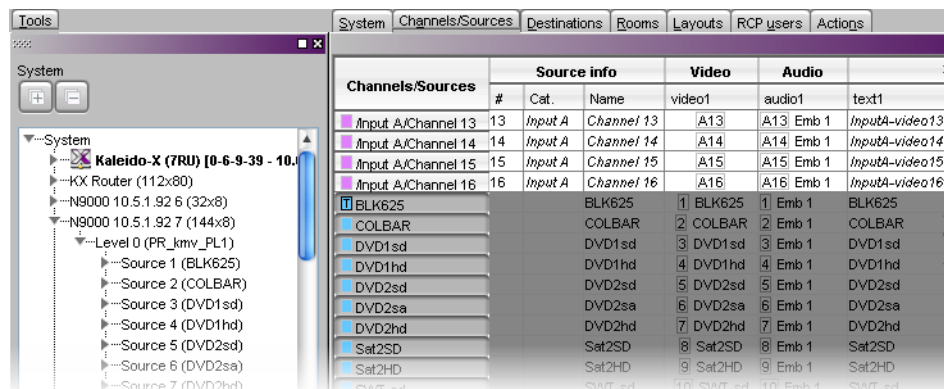 Tools
System Channels/Sources Destinations Rooms Layouts RCP users Actions
System
System
Kaleido-X (7RU) [0-6-9-39 - 10.
KX Router (112x80)
N9000 10.5.1.92 6 (32x8)
N9000 10.5.1.92 7 (144x8)
Level 0 (PR_kmv_PL1)
Source 1 (BLK625)
Source 2 (COLBAR)
Source 3 (DVD1sd)
Source 4 (DVD1hd)
Source 5 (DVD2sd)
Source 6 (DVD2sa)
Source 7 (DVD2hd)
Channels/Sources Source info Video Audio
# Cat. Name video1 audio1 text1
/Input A/Channel 13 13 Input A Channel 13 A13 A13 Emb 1 InputA-video13
/Input A/Channel 14 14 Input A Channel 14 A14 A14 Emb 1 InputA-video14
/Input A/Channel 15 15 Input A Channel 15 A15 A15 Emb 1 InputA-video15
/Input A/Channel 16 16 Input A Channel 16 A16 A16 Emb 1 InputA-video16
T BLK625 BLK625 1 BLK625 1 Emb 1 BLK625
COLBAR COLBAR 2 COLBAR 2 Emb 1 COLBAR
DVD1sd DVD1sd 3 DVD1sd 3 Emb 1 DVD1sd
DVD1hd DVD1hd 4 DVD1hd 4 Emb 1 DVD1hd
DVD2sd DVD2sd 5 DVD2sd 5 Emb 1 DVD2sd
DVD2sa DVD2sa 6 DVD2sa 6 Emb 1 DVD2sa
DVD2hd DVD2hd 7 DVD2hd 7 Emb 1 DVD2hd
Sat2SD Sat2SD 8 Sat2SD 8 Emb 1 Sat2SD
Sat2HD Sat2HD 9 Sat2HD 9 Emb 1 Sat2HD
10 10 Emb 1